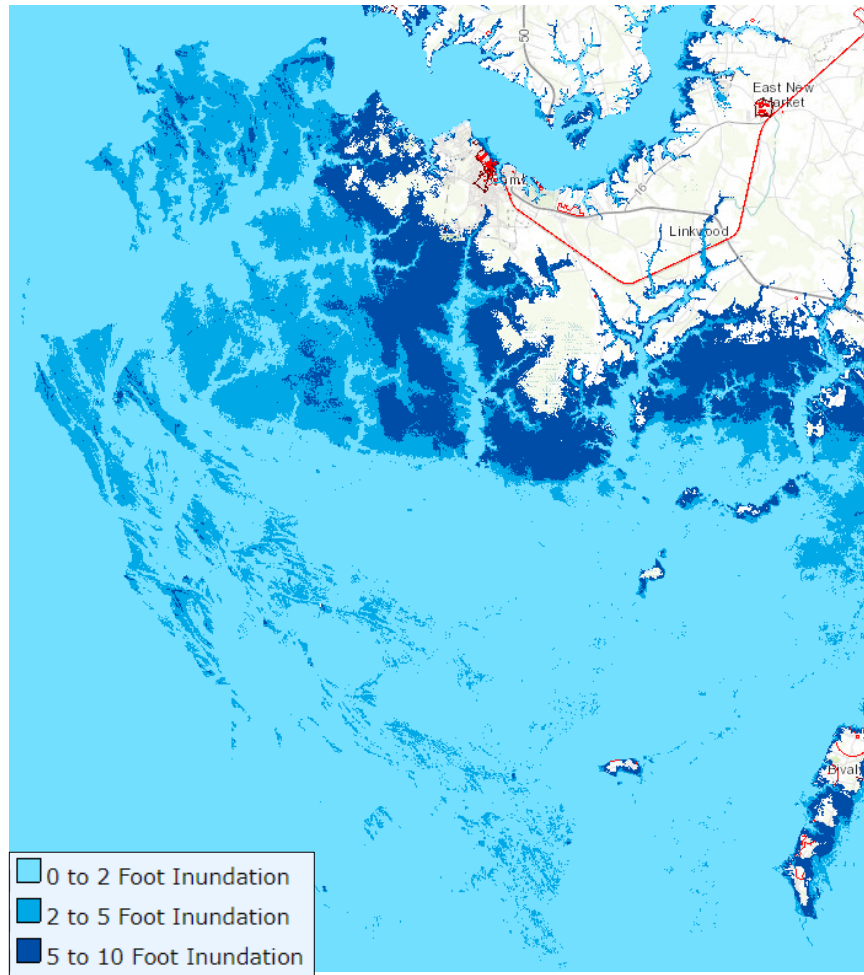 50
East New
Market
16
Linkwood
0 to 2 Foot Inundation
2 to 5 Foot Inundation
5 to 10 Foot Inundation